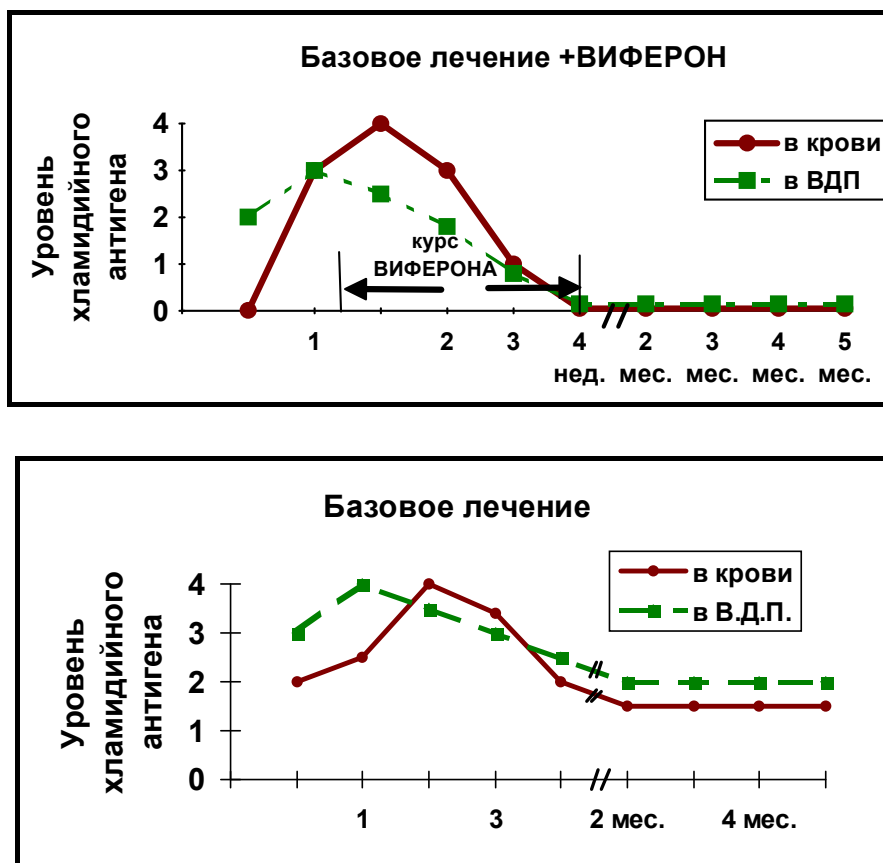 Базовое лечение +ВИФЕРОН
Уровень
хламидийного
антигена
4
3
2
1
0
в крови
в ВДП
курс
ВИФЕРОНА
1 2 3 4 2 3 4 5
нед. мес. мес. мес. мес.
Базовое лечение
Уровень
хламидийного
антигена
4
3
2
1
0
в крови
в В.Д.П.
1 3 2 мес. 4 мес.